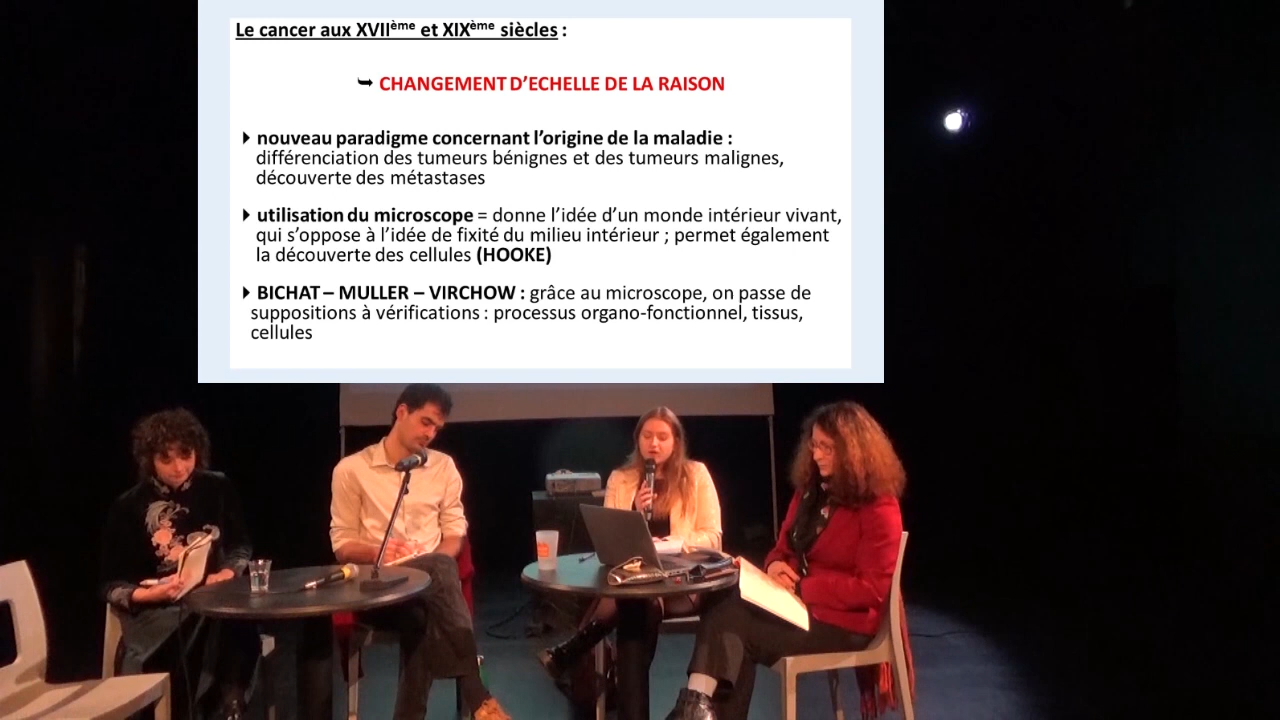 Le cancer aux XVIIème et XIXème siècles :
➥ CHANGEMENT D'ECHELLE DE LA RAISON
nouveau paradigme concernant l'origine de la maladie :
différenciation des tumeurs bénignes et des tumeurs malignes,
découverte des métastases
utilisation du microscope = donne l'idée d'un monde intérieur vivant,
qui s'oppose à l'idée de fixité du milieu intérieur ; permet également
la découverte des cellules (HOOKE)
BICHAT – MULLER – VIRCHOW : grâce au microscope, on passe de
suppositions à vérifications : processus organo-fonctionnel, tissus,
cellules